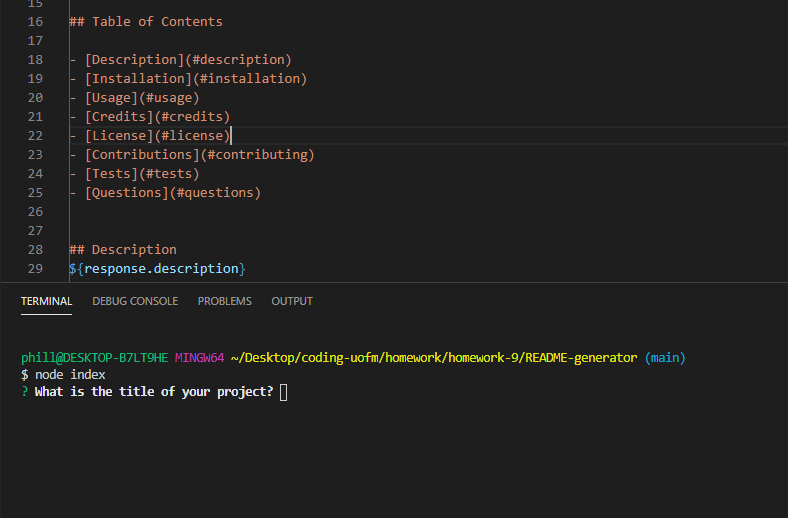 15
16 ## Table of Contents
17
18 - [Description](#description)
19 - [Installation](#installation)
20 - [Usage](#usage)
21 - [Credits](#credits)
22 - [License](#license)
23 - [Contributions](#contributing)
24 - [Tests](#tests)
25 - [Questions](#questions)
26
27
28 ## Description
29 ${response.description}
TERMINAL DEBUG CONSOLE PROBLEMS OUTPUT
phill@DESKTOP-B7LT9HE MINGW64 ~/Desktop/coding-uofm/homework/homework-9/README-generator (main)
$ node index
? What is the title of your project?